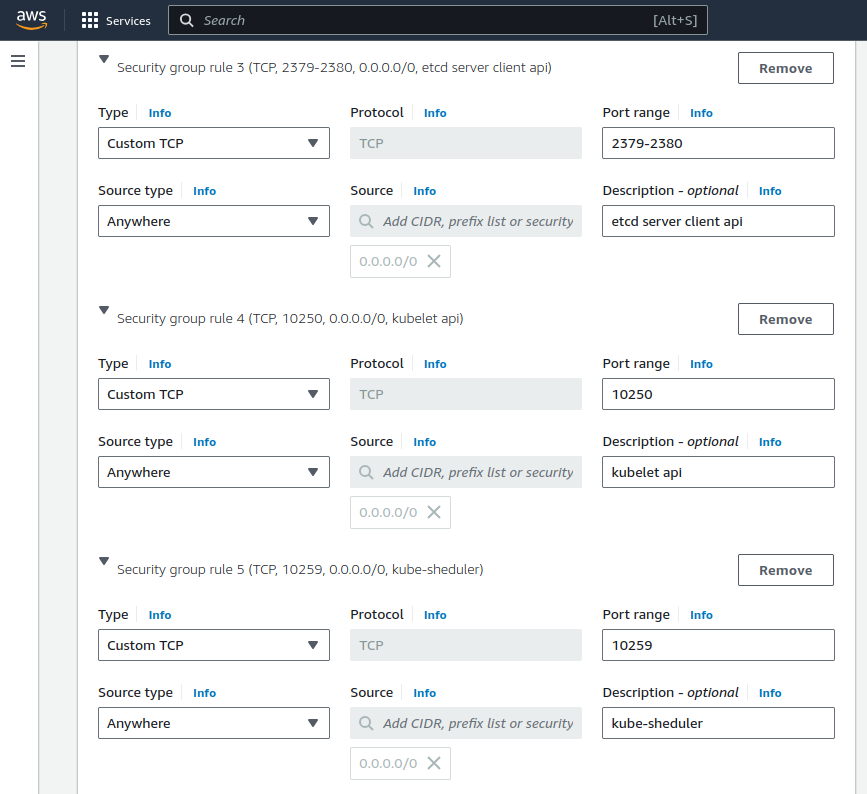 aws Services Search [Alt+S]
Security group rule 3 (TCP, 2379-2380, 0.0.0.0/0, etcd server client api) Remove
Type Info Protocol Info Port range Info
Custom TCP TCP 2379-2380
Source type Info Source Info Description - optional Info
Anywhere Add CIDR, prefix list or security etcd server client api
0.0.0.0/0
Security group rule 4 (TCP, 10250, 0.0.0.0/0, kubelet api) Remove
Type Info Protocol Info Port range Info
Custom TCP TCP 10250
Source type Info Source Info Description - optional Info
Anywhere Add CIDR, prefix list or security kubelet api
0.0.0.0/0
Security group rule 5 (TCP, 10259, 0.0.0.0/0, kube-sheduler) Remove
Type Info Protocol Info Port range Info
Custom TCP TCP 10259
Source type Info Source Info Description - optional Info
Anywhere Add CIDR, prefix list or security kube-sheduler
0.0.0.0/0